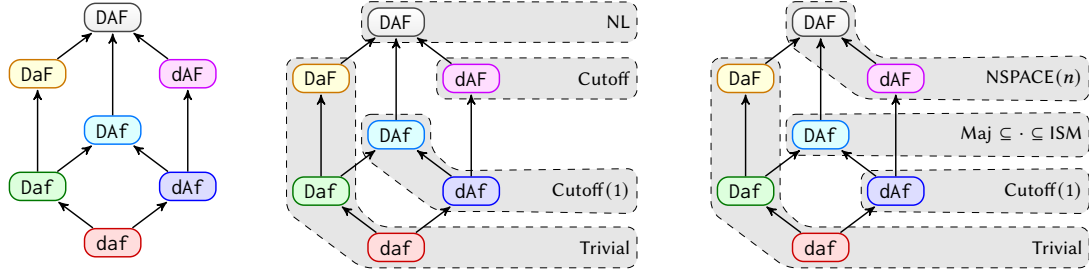 DAF
DaF
dAF
DAf
Daf
dAf
daf
DAF
NL
DaF
dAF
Cutoff
DAf
Daf
dAf
Cutoff(1)
daf
Trivial
DAF
DaF
dAF
NSPACE(n)
DAf
Maj ⊆ · ⊆ ISM
Daf
dAf
Cutoff(1)
daf
Trivial